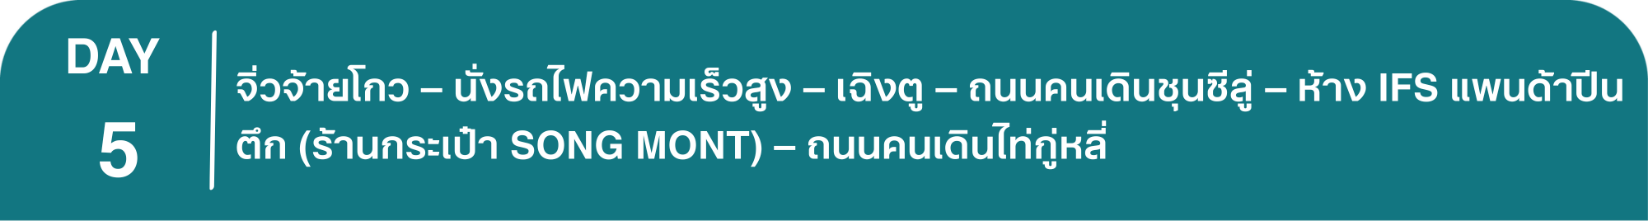 DAY
5
จิ่วจ้ายโกว – นั่งรถไฟความเร็วสูง – เฉิงตู – ถนนคนเดินชุนซีลู่ – ห้าง IFS แพนด้าปีน
ตึก (ร้านกระเป๋า SONG MONT) – ถนนคนเดินไท่กู่หลี่